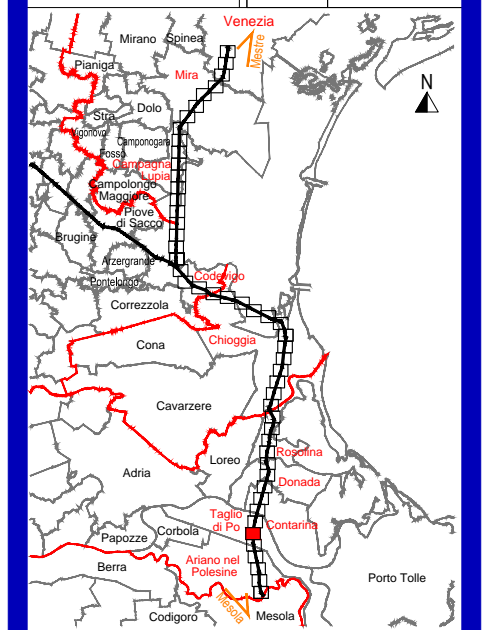 Venezia
Mestre
Mirano
Spinea
Pianiga
Mira
N
Dolo
Stra
Vigonovo
Camponogara
Fosso
Campagna
Lupia
Campolongo
Maggiore
Piove
di Sacco
Brugine
Arzergrande
Pontelongo
Codevigo
Correzzola
Chioggia
Cona
Cavarzere
Loreo
Rosolina
Adria
Donada
Taglio
di Po
Contarina
Corbola
Papozze
Ariano nel
Polesine
Berra
Porto Tolle
Mesola
Mesola
Codigoro